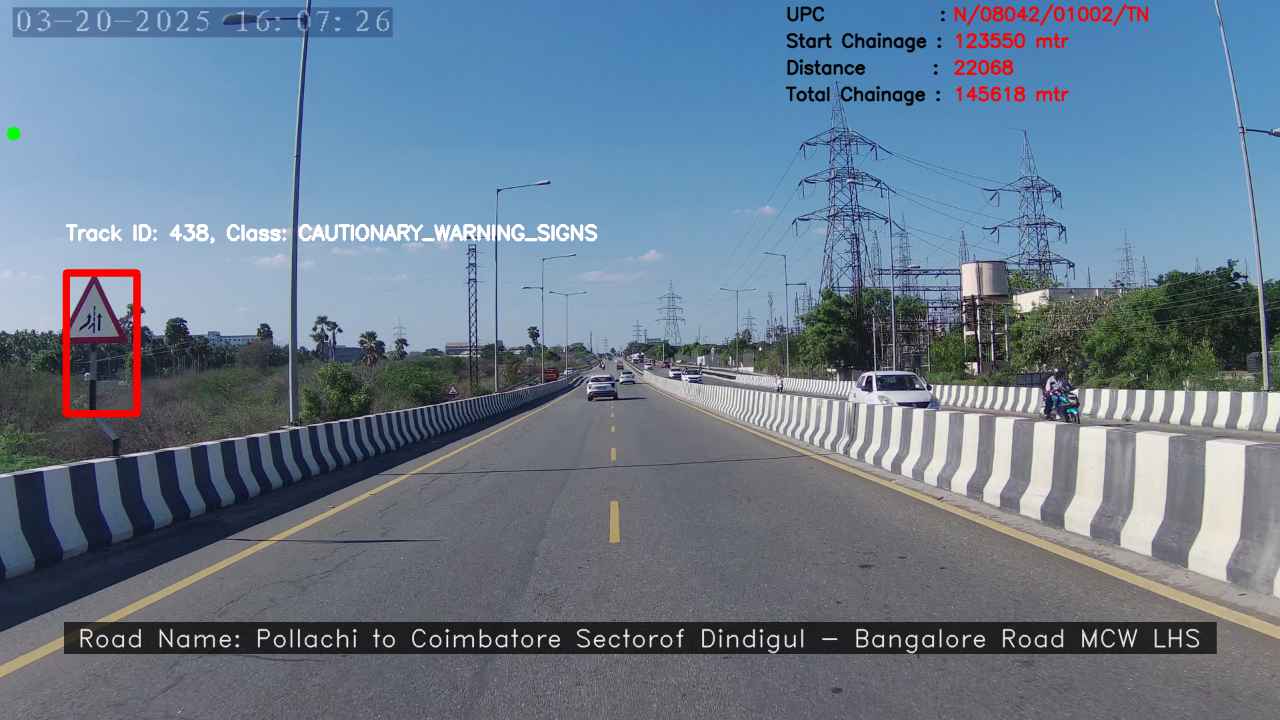 03-20-2025 16:07:26
UPC : N/08042/01002/TN
Start Chainage : 123550 mtr
Distance : 22068
Total Chainage : 145618 mtr
Track ID: 438, Class: CAUTIONARY_WARNING_SIGNS
Road Name: Pollachi to Coimbatore Sectorof Dindigul - Bangalore Road MCW LHS